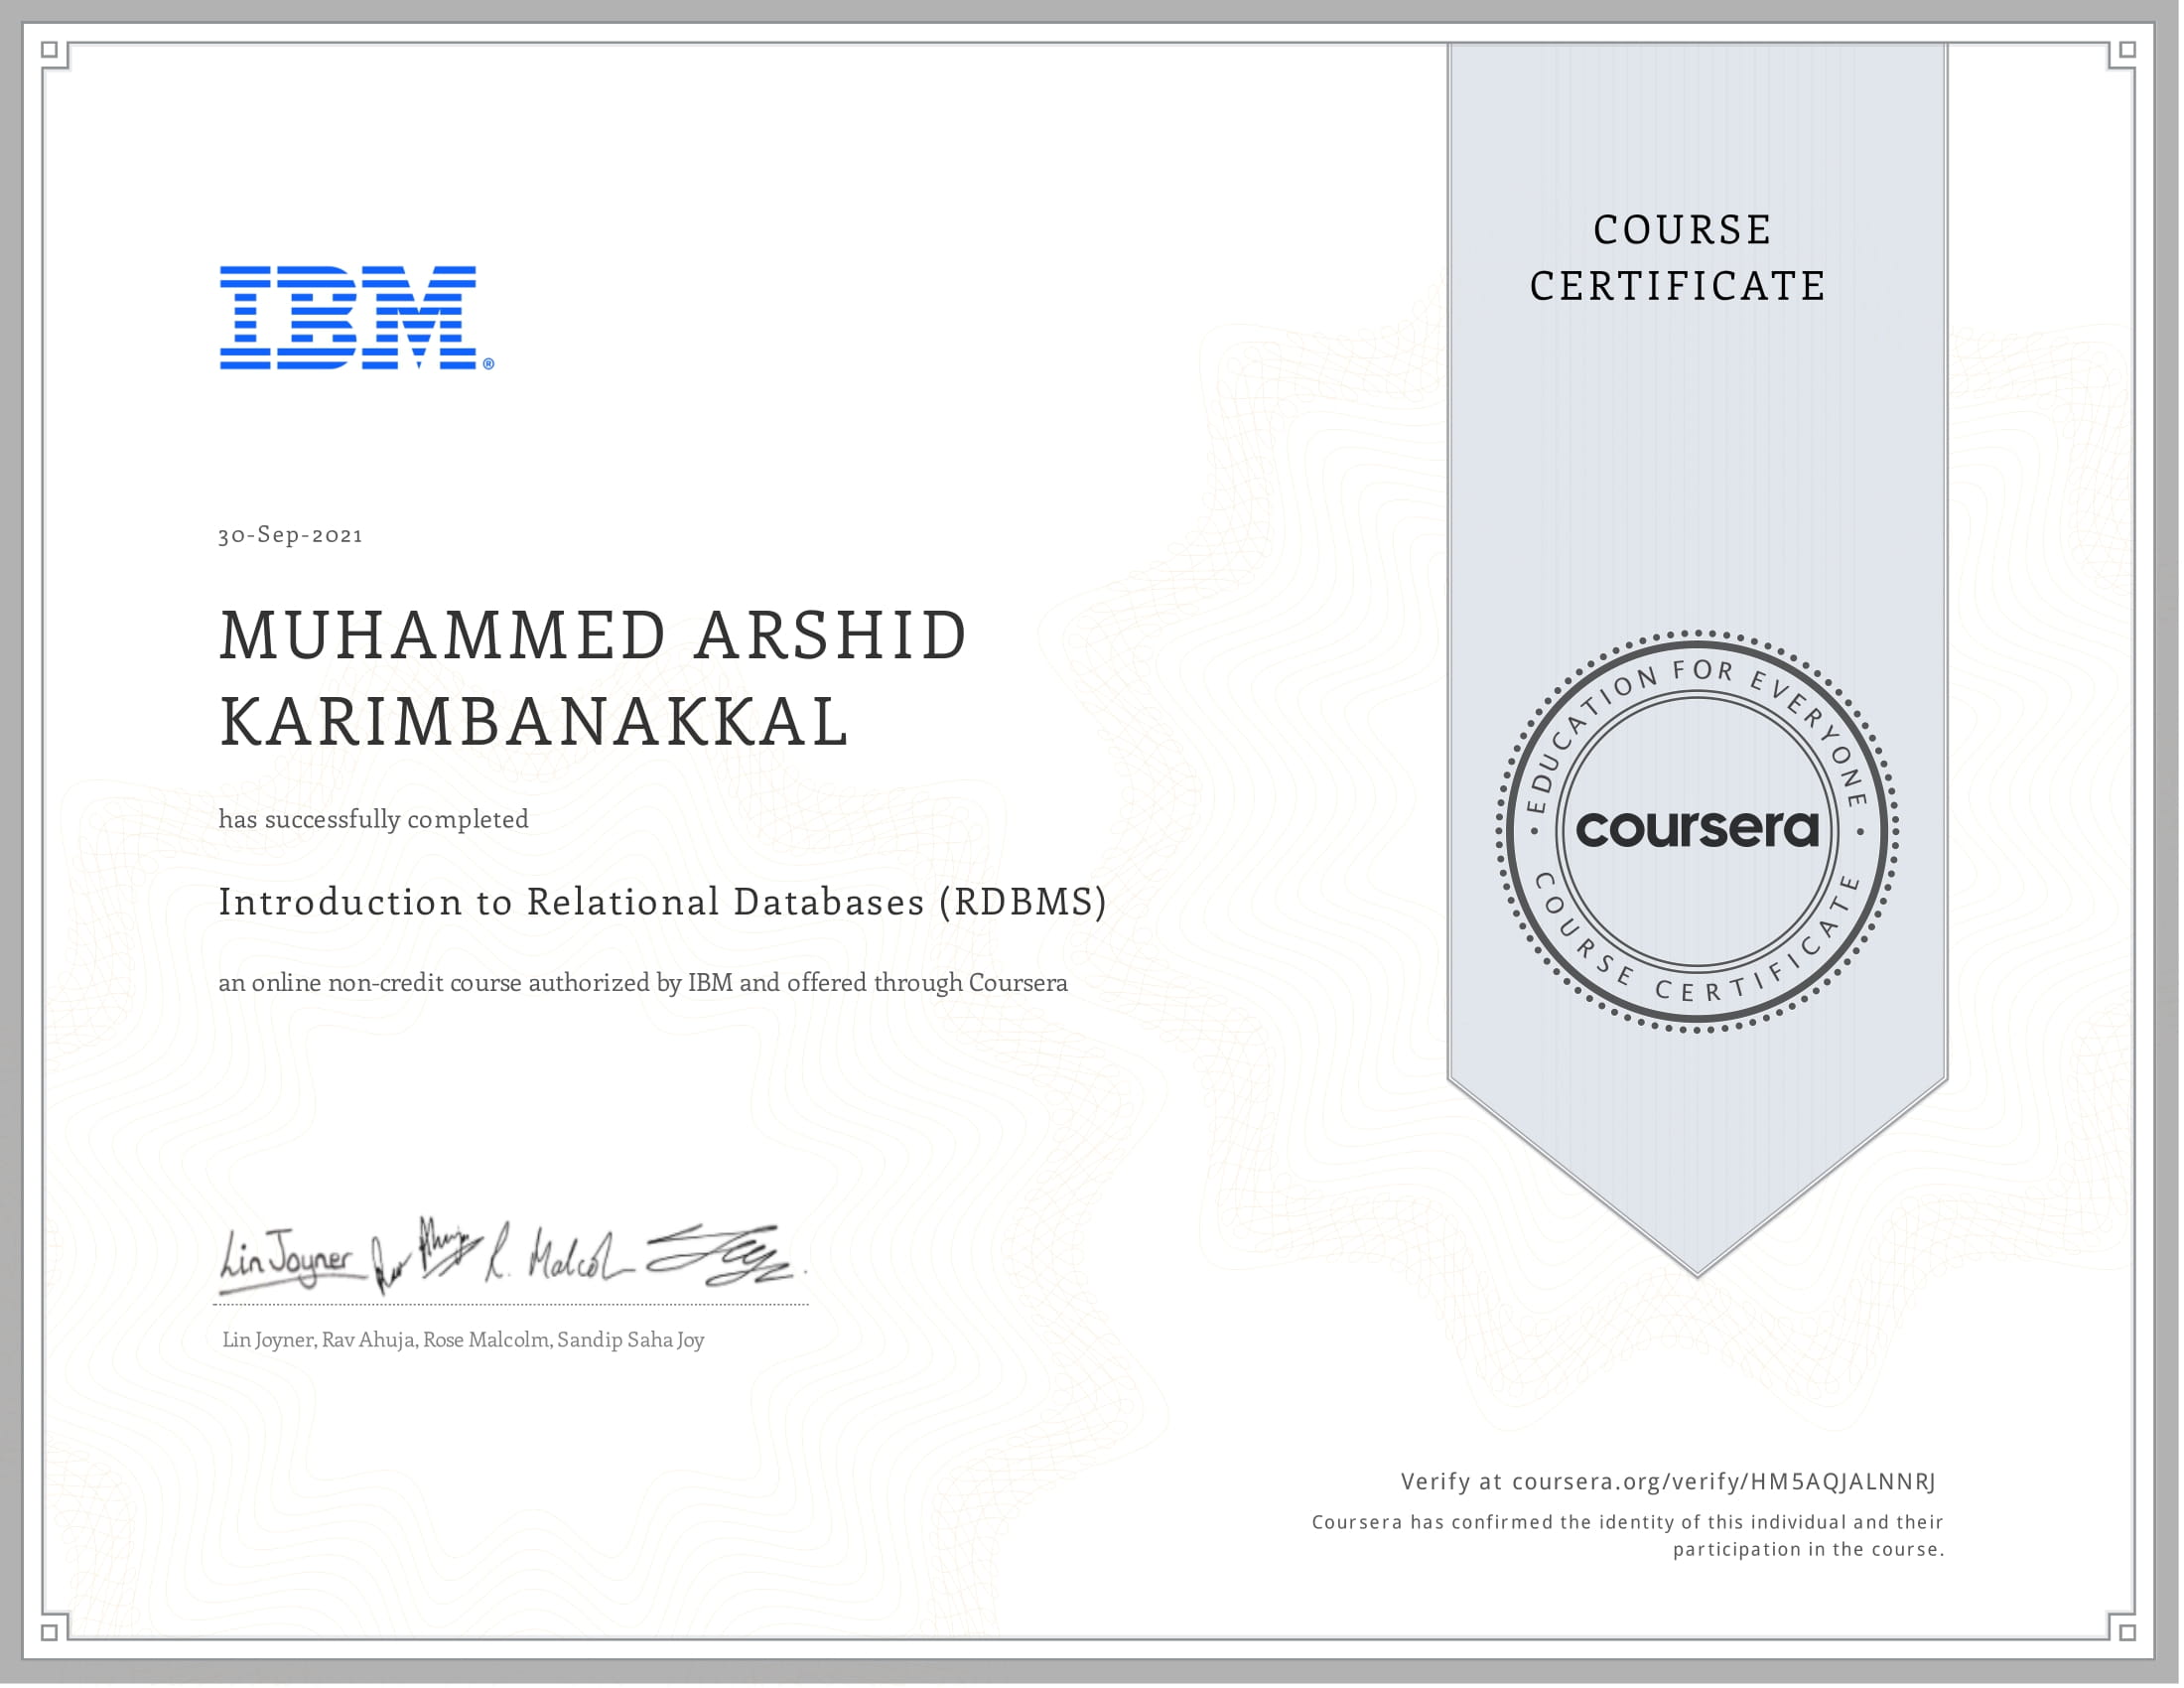 COURSE
CERTIFICATE
IBM®
30-Sep-2021
MUHAMMED ARSHID
KARIMBANAKKAL
has successfully completed
Introduction to Relational Databases (RDBMS)
an online non-credit course authorized by IBM and offered through Coursera
EDUCATION FOR EVERYONE
coursera
COURSE CERTIFICATE
Lin Joyner Rav Ahuja R. Malcol
Lin Joyner, Rav Ahuja, Rose Malcolm, Sandip Saha Joy
Verify at coursera.org/verify/HM5AQJALNNRJ
Coursera has confirmed the identity of this individual and their
participation in the course.